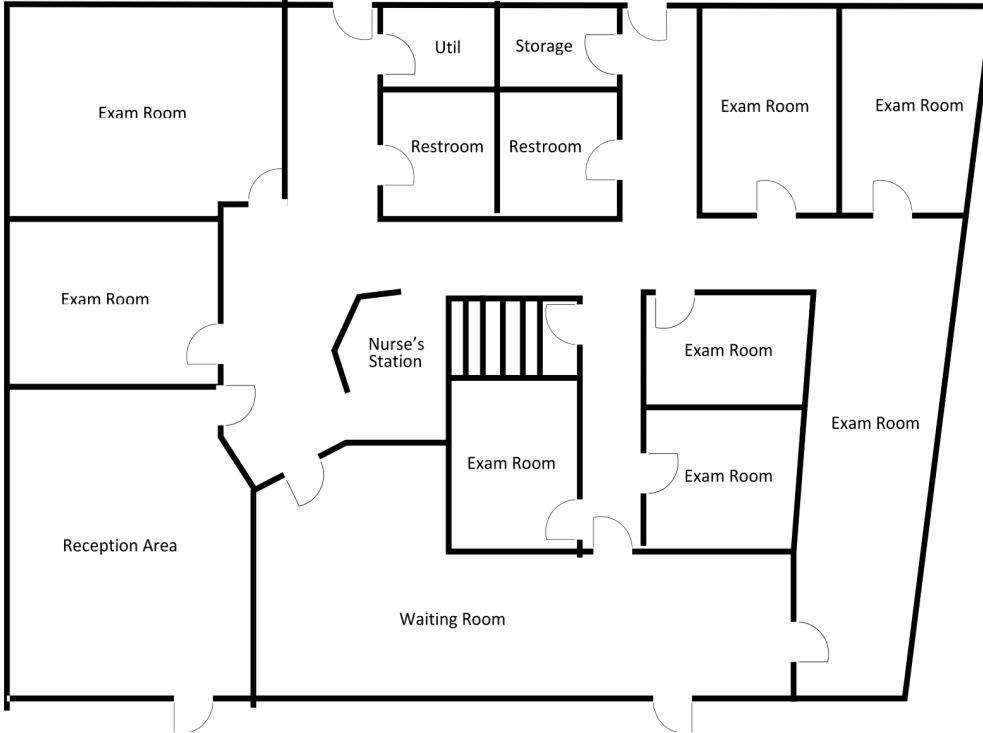 Util
Storage
Exam Room
Exam Room
Exam Room
Restroom
Restroom
Exam Room
Nurse's
Station
Exam Room
Exam Room
Exam Room
Exam Room
Reception Area
Waiting Room